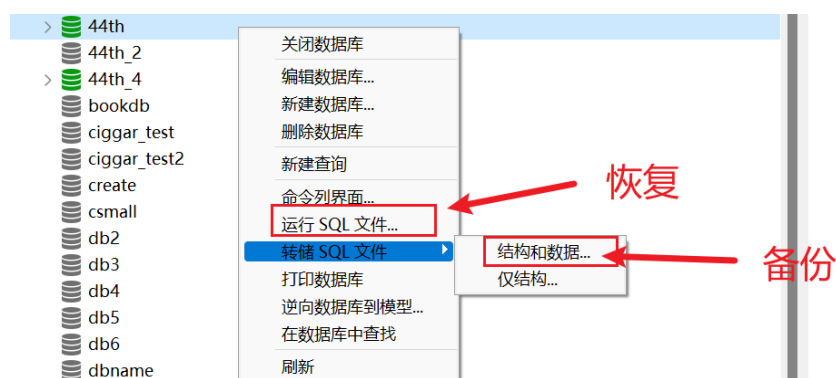 44th
44th_2
44th_4
bookdb
ciggar_test
ciggar_test2
create
csmall
db2
db3
db4
db5
db6
dbname
关闭数据库
编辑数据库...
新建数据库...
删除数据库
新建查询
命令列界面...
运行 SQL 文件...
转储 SQL 文件
打印数据库
逆向数据库到模型...
在数据库中查找
刷新
结构和数据...
仅结构...
恢复
备份